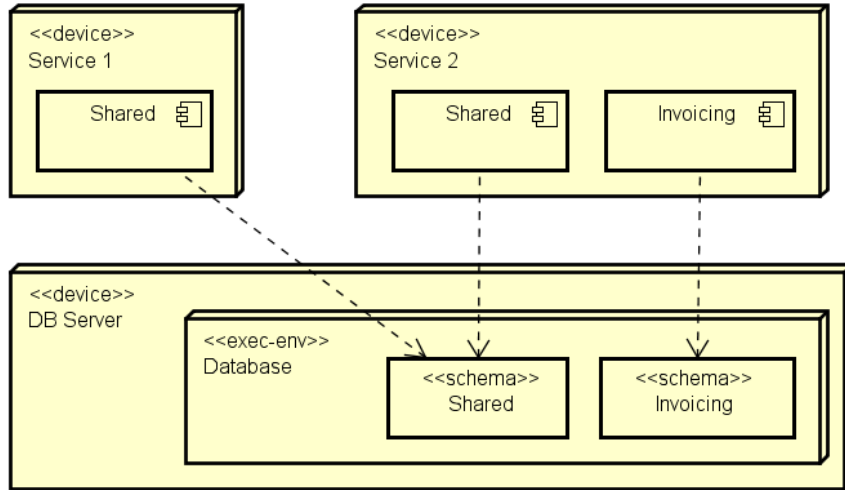 <<device>>
Service 1
Shared
<<device>>
Service 2
Shared
Invoicing
<<device>>
DB Server
<<exec-env>>
Database
<<schema>>
Shared
<<schema>>
Invoicing